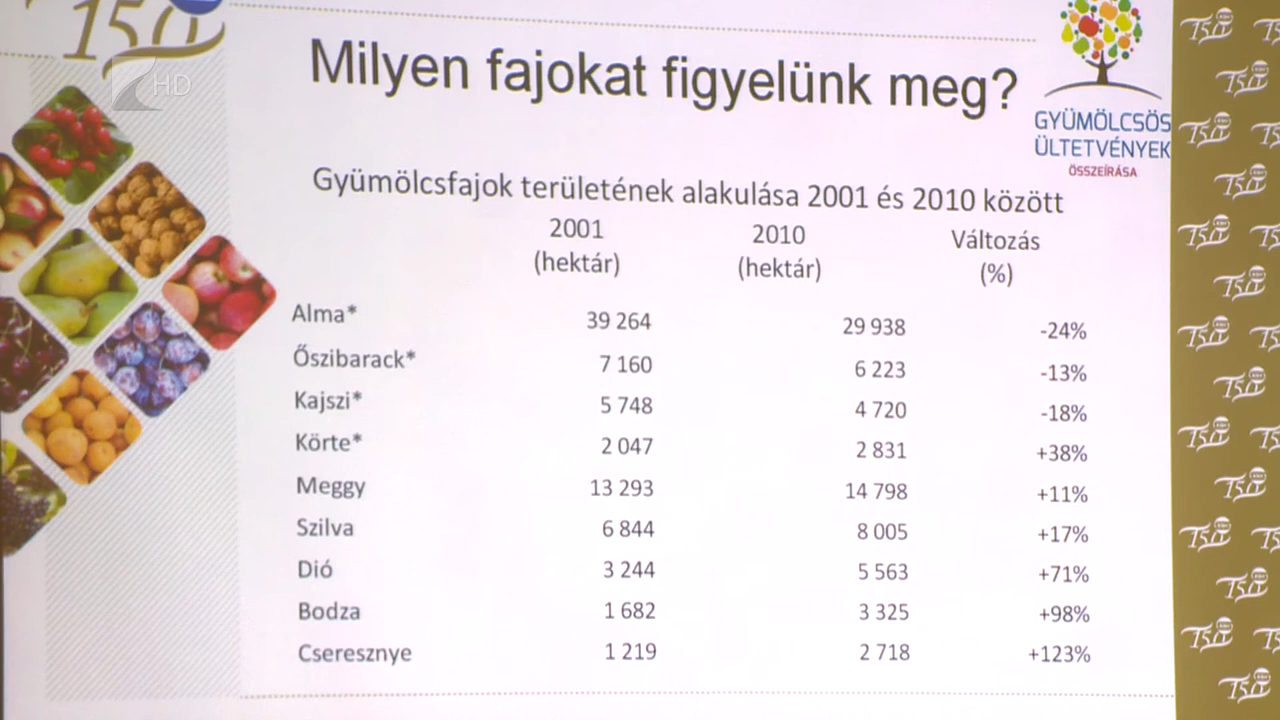 150
HD
Milyen fajokat figyelünk meg?
GYÜMÖLCSÖS
ÜLTETVÉNYEK
ÖSSZEÍRÁSA
Gyümölcsfajok területének alakulása 2001 és 2010 között
2001 2010 Változás
(hektár) (hektár) (%)
Alma* 39 264 29 938 -24%
Őszibarack* 7 160 6 223 -13%
Kajszi* 5 748 4 720 -18%
Körte* 2 047 2 831 +38%
Meggy 13 293 14 798 +11%
Szilva 6 844 8 005 +17%
Dió 3 244 5 563 +71%
Bodza 1 682 3 325 +98%
Cseresznye 1 219 2 718 +123%